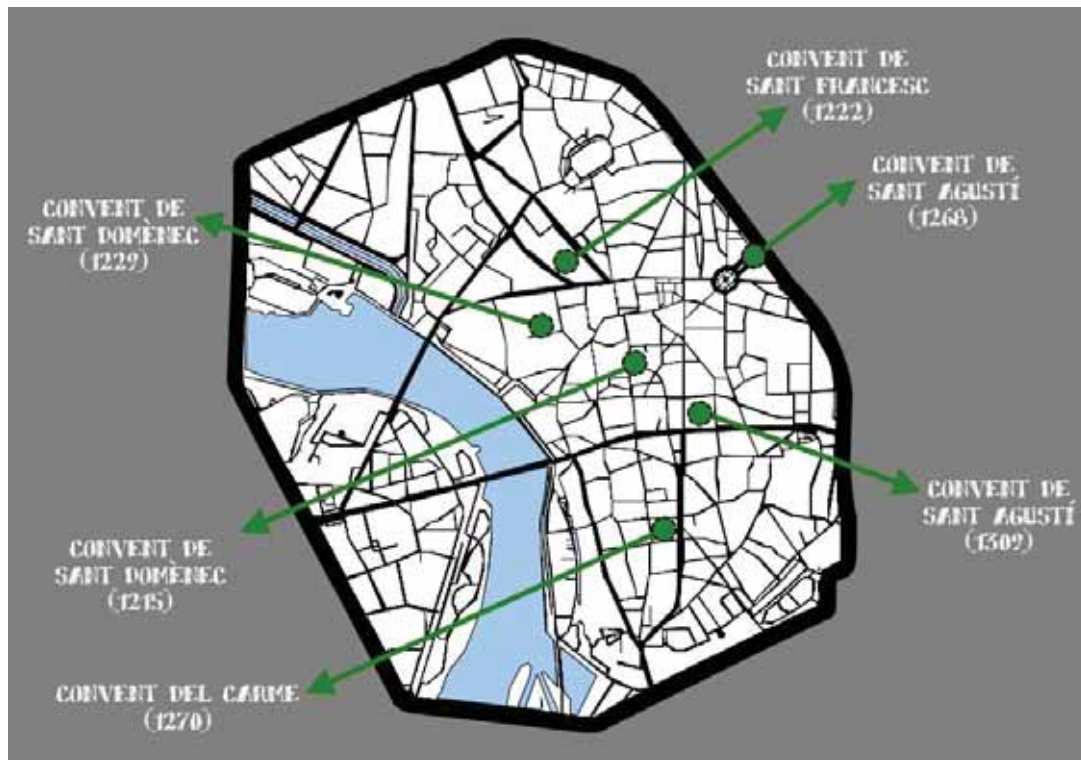 CONVENT DE
SANT FRANCESC
(1222)
CONVENT DE
SANT AGUSTÍ
(1268)
CONVENT DE
SANT DOMÈNEC
(1229)
CONVENT DE
SANT AGUSTÍ
(1309)
CONVENT DE
SANT DOMÈNEC
(1215)
CONVENT DEL CARME
(1270)